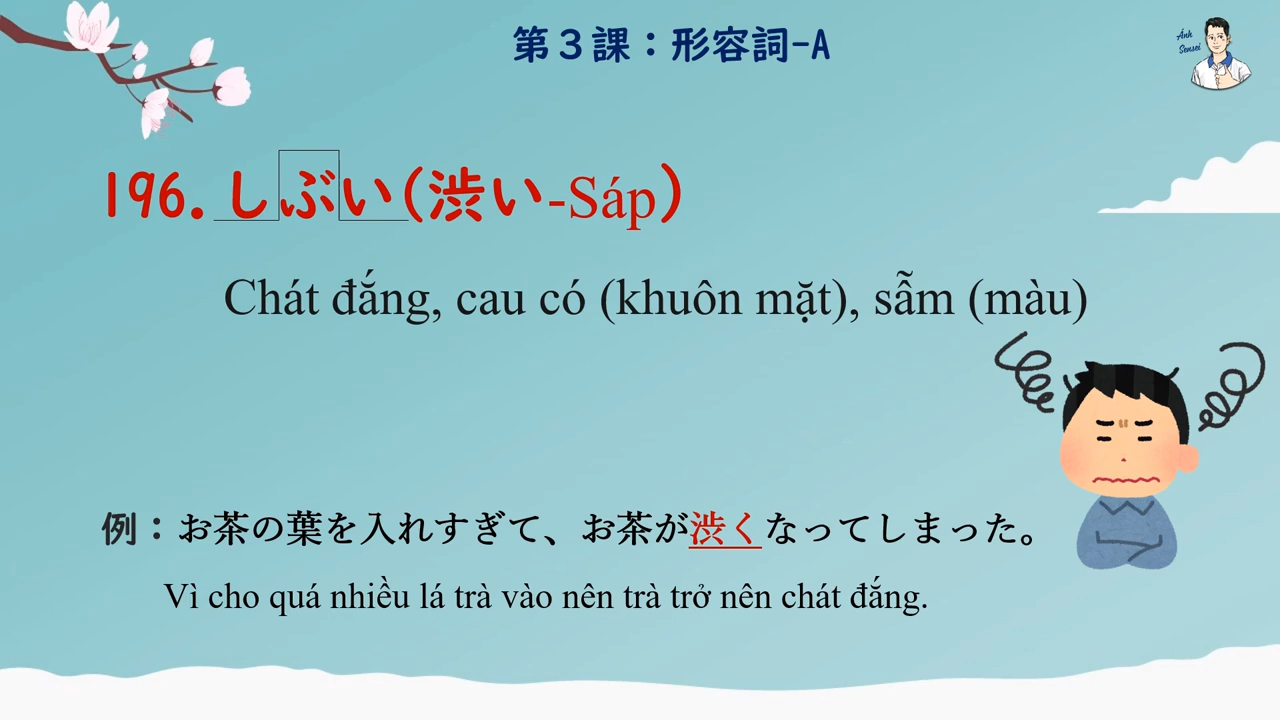 第３課：形容詞-A
Ánh
Sensei
196. しぶい(渋い-Sáp)
Chát đắng, cau có (khuôn mặt), sẫm (màu)
例：お茶の葉を入れすぎて、お茶が渋くなってしまった。
Vì cho quá nhiều lá trà vào nên trà trở nên chát đắng.